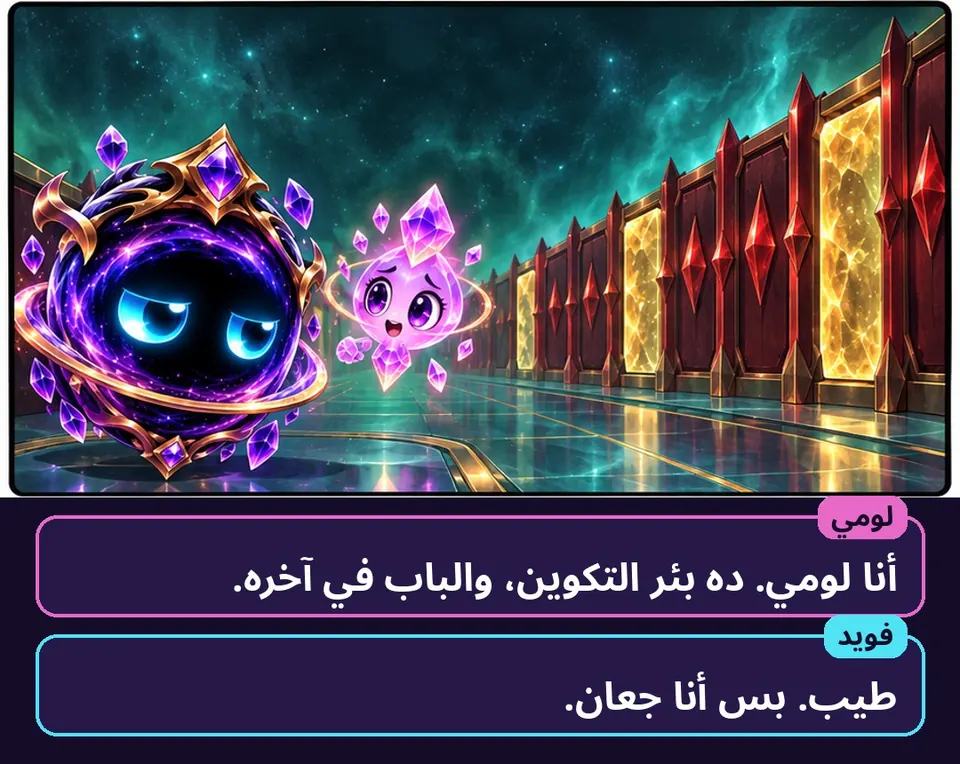 لومي
أنا لومي. ده بئر التكوين، والباب في آخره.
فويد
طيب. بس أنا جعان.